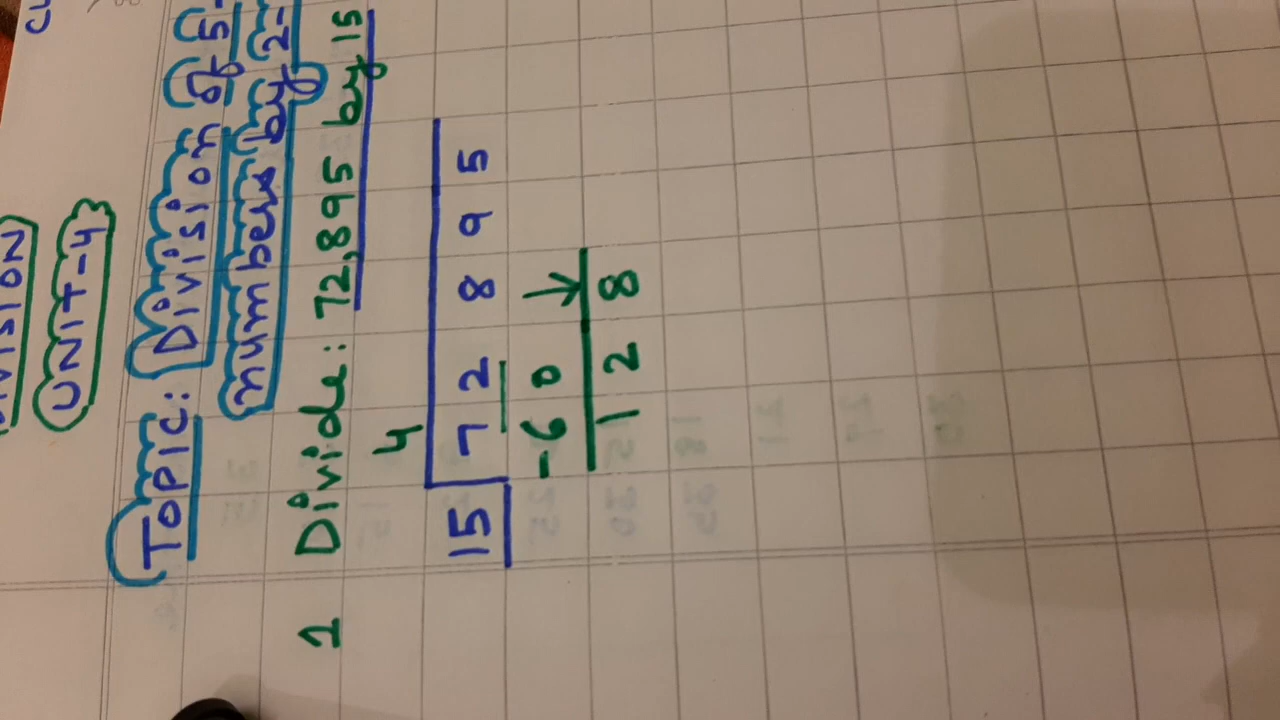 UNIT-4
Topic: Division of 5-
numbers by 2-
1 Divide: 72,895 by 15
4
15 7 2 8 9 5
-6 0
1 2 8